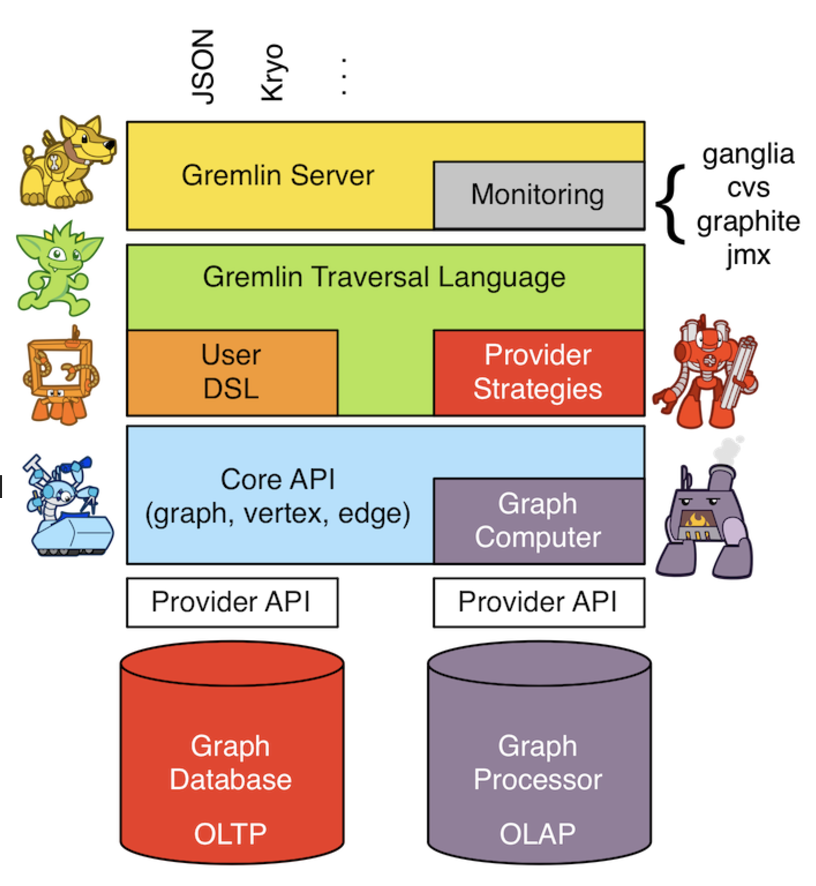 JSON
Kryo
. . .
Gremlin Server
Monitoring
ganglia
cvs
graphite
jmx
Gremlin Traversal Language
User
DSL
Provider
Strategies
Core API
(graph, vertex, edge)
Graph
Computer
Provider API
Provider API
Graph
Database
OLTP
Graph
Processor
OLAP